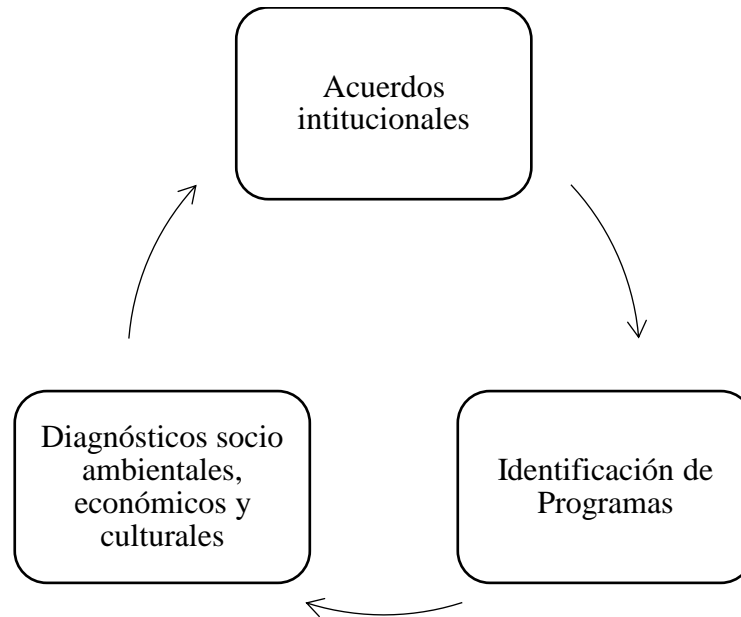 Acuerdos
intitucionales
Diagnósticos socio
ambientales,
económicos y
culturales
Identificación de
Programas